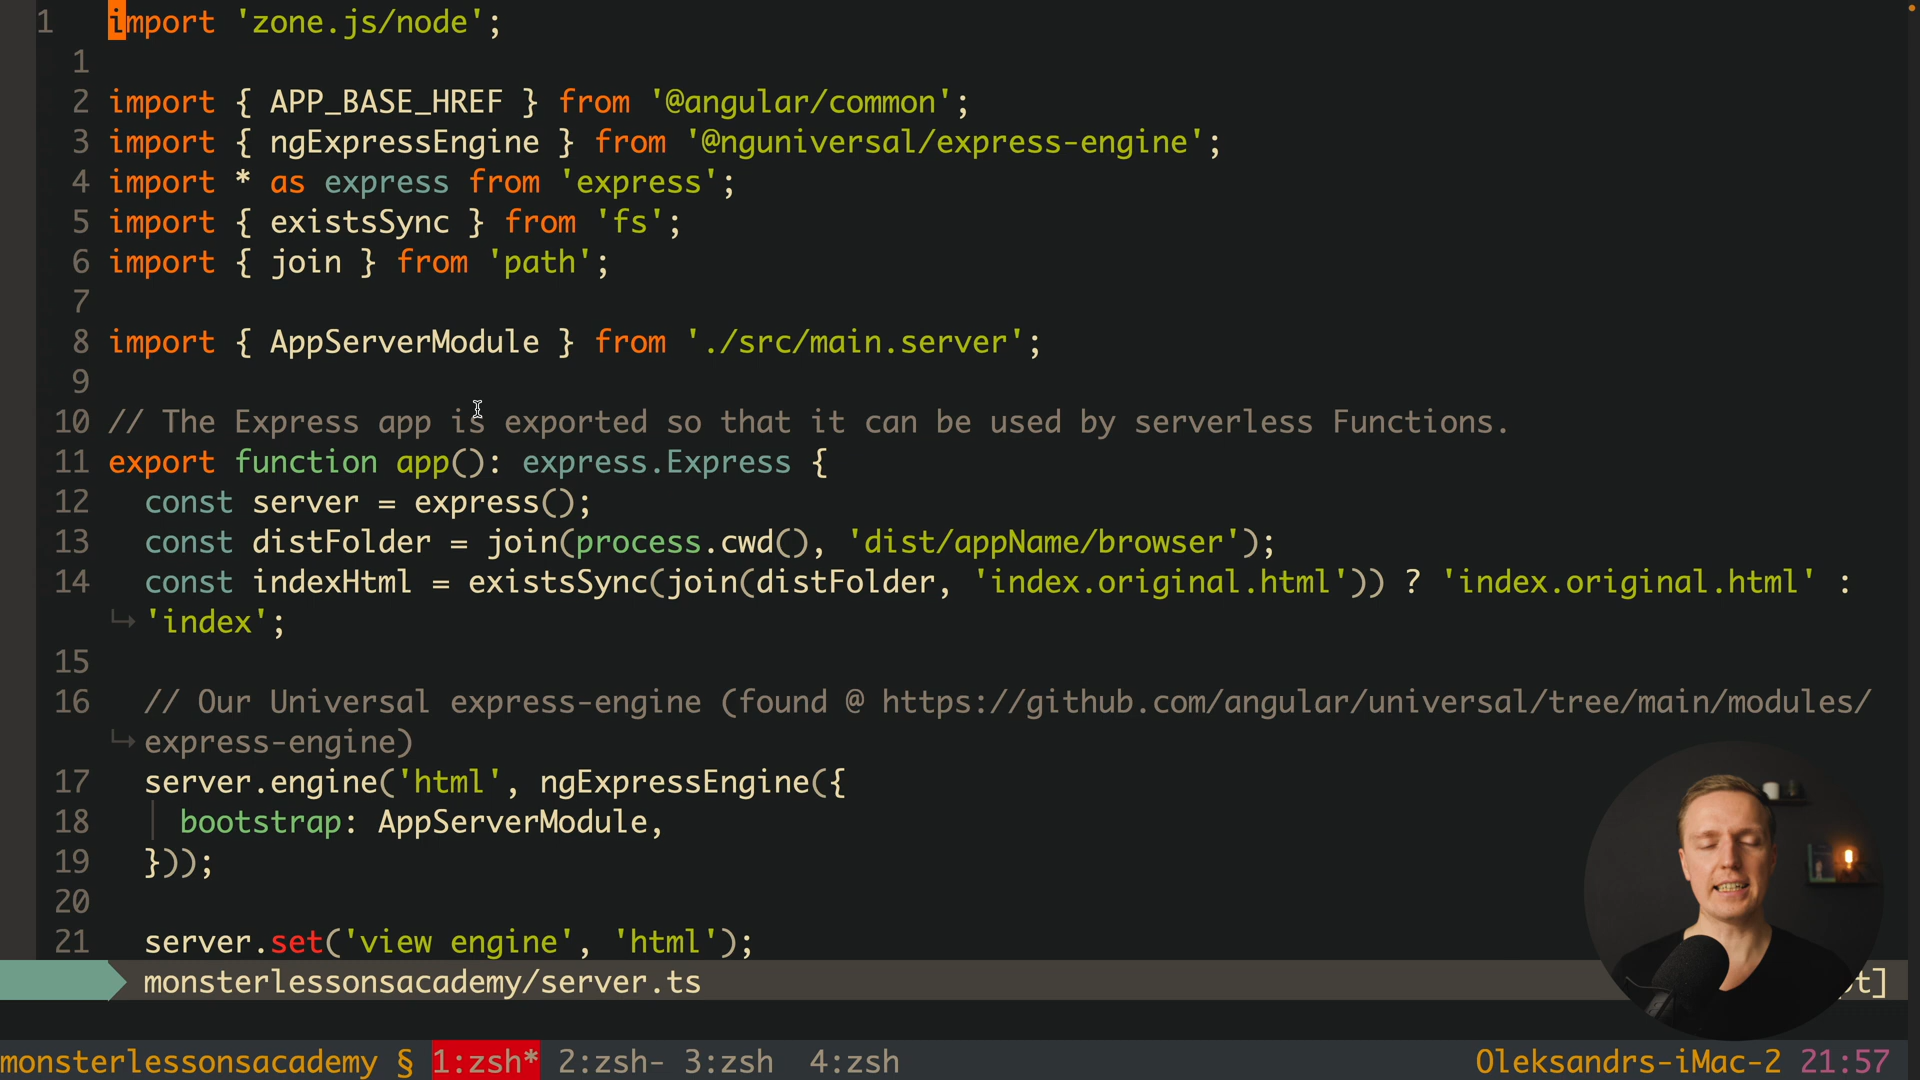 1 import 'zone.js/node';
1
2 import { APP_BASE_HREF } from '@angular/common';
3 import { ngExpressEngine } from '@nguniversal/express-engine';
4 import * as express from 'express';
5 import { existsSync } from 'fs';
6 import { join } from 'path';
7
8 import { AppServerModule } from './src/main.server';
9
10 // The Express app is exported so that it can be used by serverless Functions.
11 export function app(): express.Express {
12 const server = express();
13 const distFolder = join(process.cwd(), 'dist/appName/browser');
14 const indexHtml = existsSync(join(distFolder, 'index.original.html')) ? 'index.original.html' :
↪ 'index';
15
16 // Our Universal express-engine (found @ https://github.com/angular/universal/tree/main/modules/
↪ express-engine)
17 server.engine('html', ngExpressEngine({
18 bootstrap: AppServerModule,
19 }));
20
21 server.set('view engine', 'html');
monsterlessonsacademy/server.ts
monsterlessonsacademy § 1:zsh* 2:zsh- 3:zsh 4:zsh Oleksandrs-iMac-2 21:57